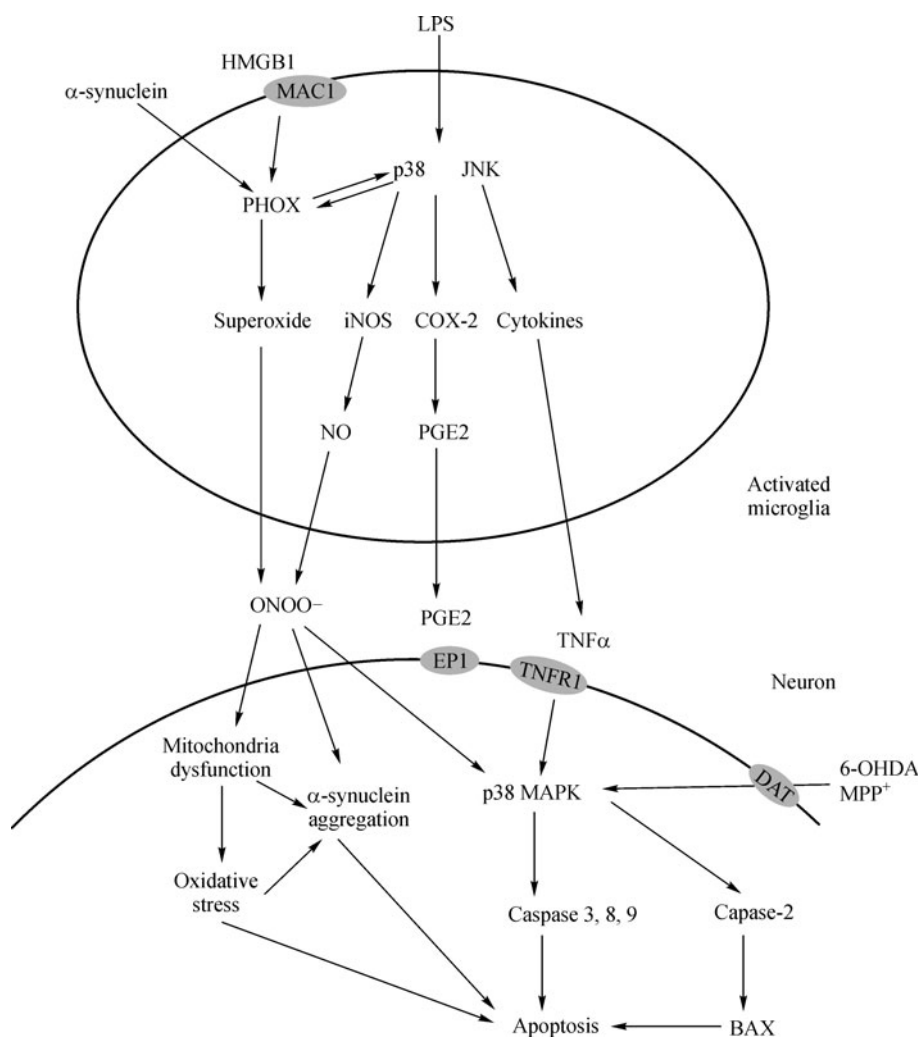 LPS
HMGB1
MAC1
α-synuclein
p38
JNK
PHOX
Superoxide
iNOS
COX-2
Cytokines
NO
PGE2
Activated
microglia
ONOO⁻
PGE2
TNFα
EP1
TNFR1
Neuron
Mitochondria
dysfunction
6-OHDA
MPP⁺
DAT
α-synuclein
aggregation
p38 MAPK
Oxidative
stress
Caspase 3, 8, 9
Capase-2
Apoptosis
BAX